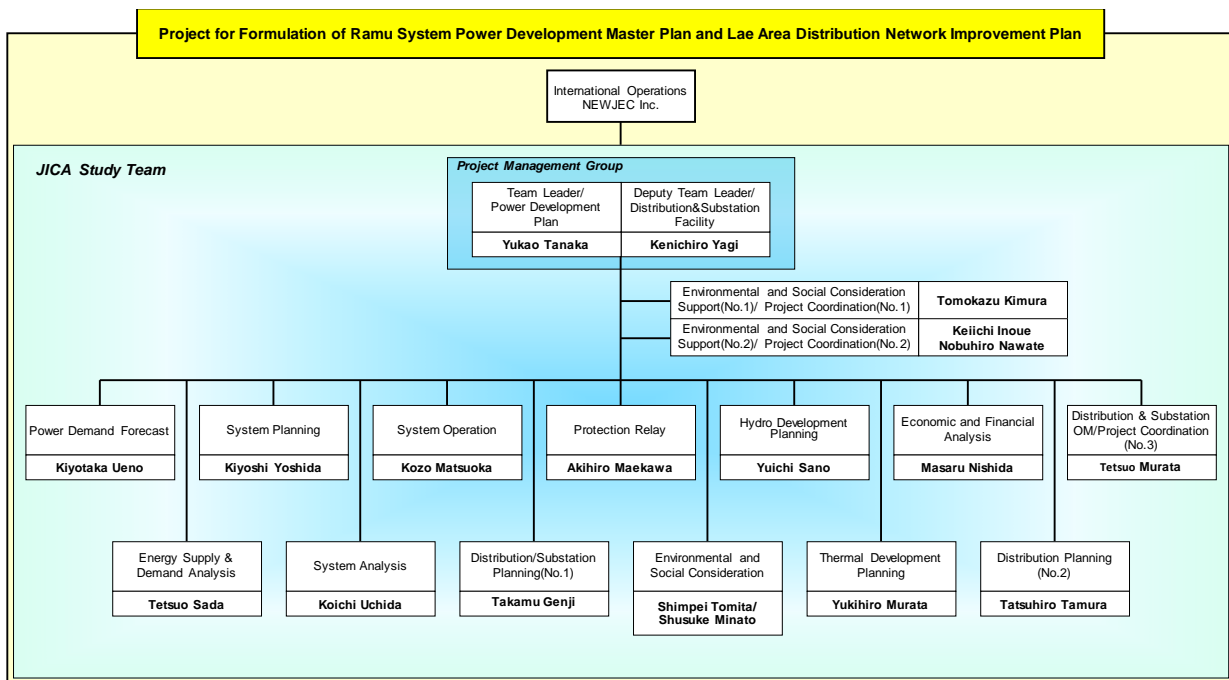 Project for Formulation of Ramu System Power Development Master Plan and Lae Area Distribution Network Improvement Plan
International Operations
NEWJEC Inc.
JICA Study Team
Project Management Group
Team Leader/
Power Development
Plan
Yukao Tanaka
Deputy Team Leader/
Distribution&Substation
Facility
Kenichiro Yagi
Environmental and Social Consideration
Support(No.1)/ Project Coordination(No.1)
Tomokazu Kimura
Environmental and Social Consideration
Support(No.2)/ Project Coordination(No.2)
Keiichi Inoue
Nobuhiro Nawate
Power Demand Forecast
Kiyotaka Ueno
System Planning
Kiyoshi Yoshida
System Operation
Kozo Matsuoka
Protection Relay
Akihiro Maekawa
Hydro Development
Planning
Yuichi Sano
Economic and Financial
Analysis
Masaru Nishida
Distribution & Substation
OM/Project Coordination
(No.3)
Tetsuo Murata
Energy Supply &
Demand Analysis
Tetsuo Sada
System Analysis
Koichi Uchida
Distribution/Substation
Planning(No.1)
Takamu Genji
Environmental and
Social Consideration
Shimpei Tomita/
Shusuke Minato
Thermal Development
Planning
Yukihiro Murata
Distribution Planning
(No.2)
Tatsuhiro Tamura